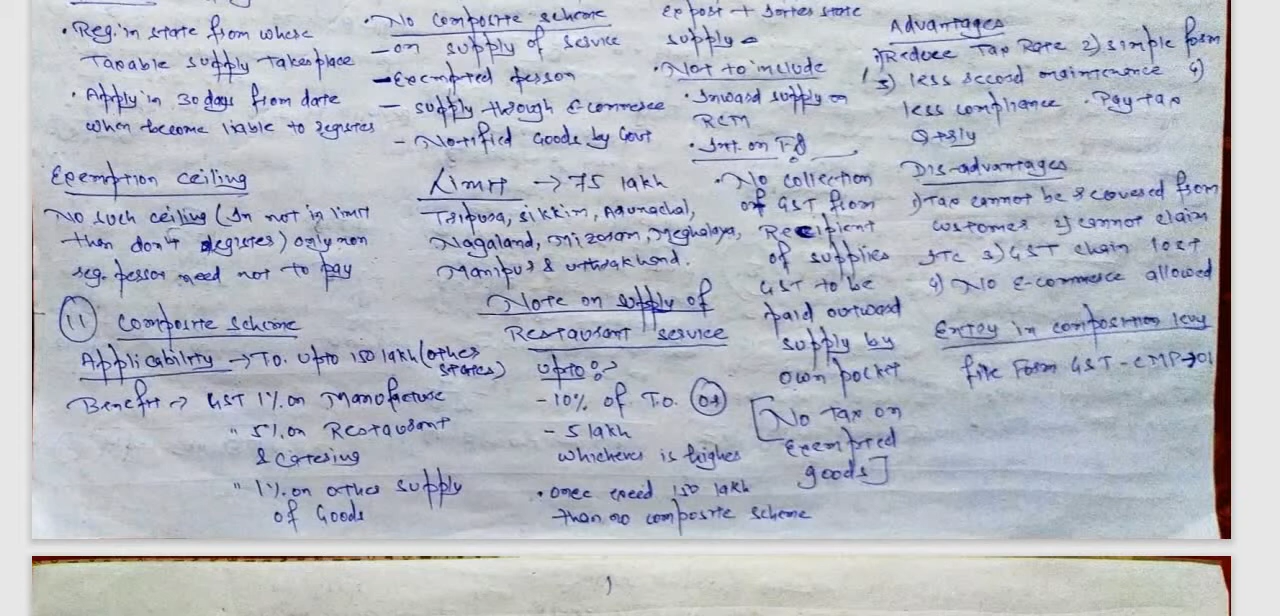 • Reg. in state from where
Taxable supply takes place
• Apply in 30 days from date
when become liable to register
Exemption ceiling
No such ceiling (In not in limit
then don't register) only non
reg. person need not to pay
(11) Composite scheme
Applicability → T.O. upto 150 lakh (other
states)
Benefit → GST 1% on Manufacture
" 5% on Restaurant
& Catering
" 1% on other supply
of Goods
• No composite scheme
- on supply of service
- Exempted person
- supply through E-commerce
- Notified Goods by Govt
Limit → 75 lakh
Tripura, Sikkim, Arunachal,
Nagaland, Mizoram, Meghalaya,
Manipur & Uttrakhand.
Note on supply of
Restaurant service
Upto :-
- 10% of T.O. (or)
- 5 lakh
whichever is higher
• once exceed 150 lakh
than no composite scheme
Export + Inter state
supply
• Not to include
• Inward supply on
RCM
• Int. on F.D
• No collection
of GST from
Recipient
of supplies
GST to be
paid outward
supply by
own pocket
[No Tax on
Exempted
goods]
Advantages
1) Reduce Tax Rate 2) simple form
3) less record maintenence 4)
less compliance • Pay tax
Qtrly
Dis-advantages
1) Tax cannot be recovered from
customer 2) cannot claim
ITC 3) GST chain lost
4) No E-commerce allowed
Entry in composition levy
file Form GST-CMP→01